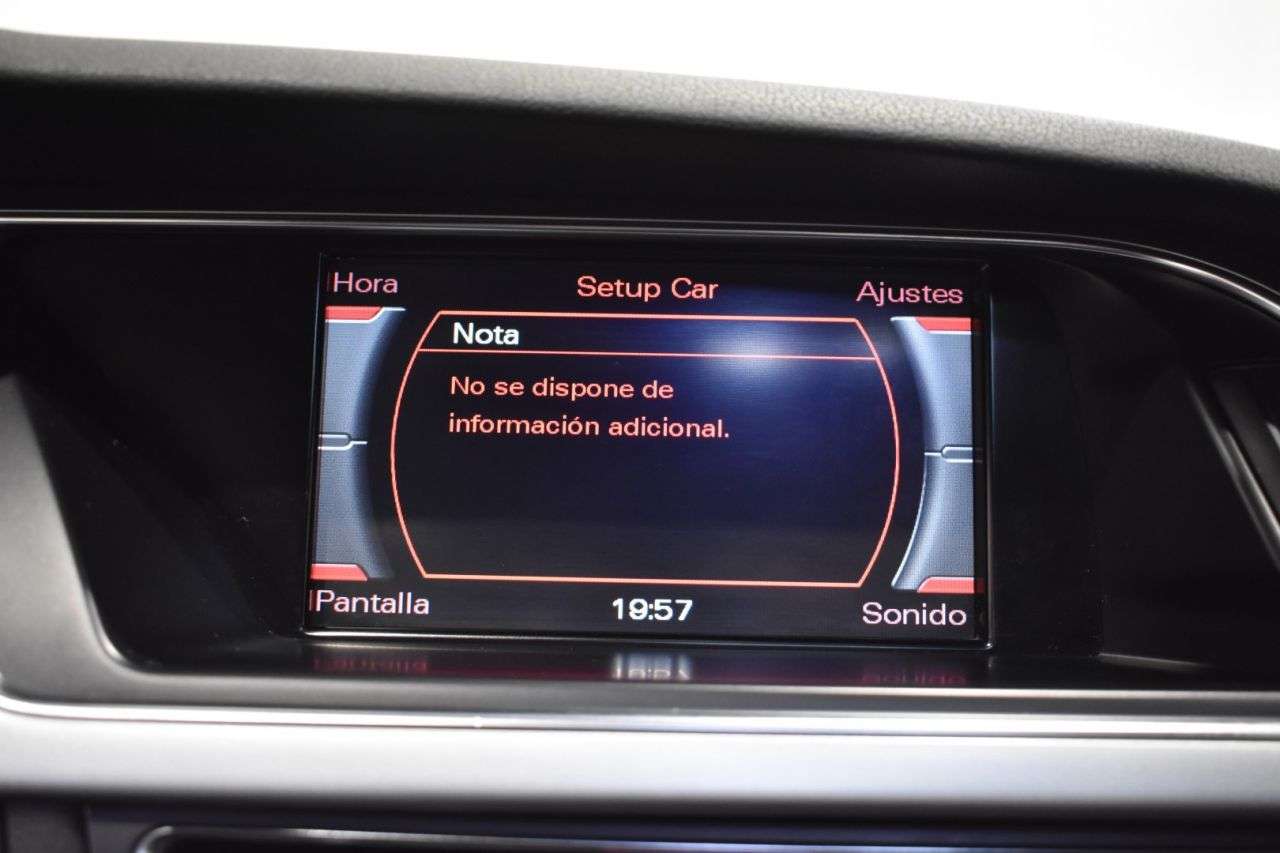 Hora
Setup Car
Ajustes
Nota
No se dispone de
información adicional.
Pantalla
19:57
Sonido